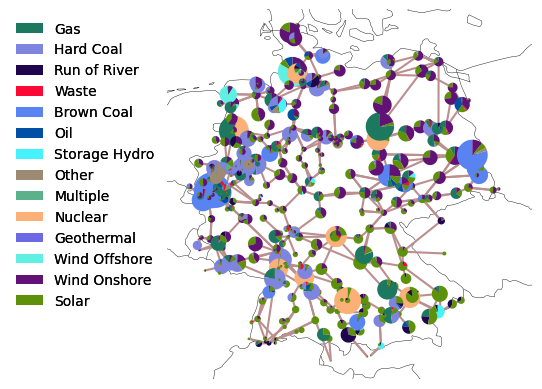 Gas
Hard Coal
Run of River
Waste
Brown Coal
Oil
Storage Hydro
Other
Multiple
Nuclear
Geothermal
Wind Offshore
Wind Onshore
Solar